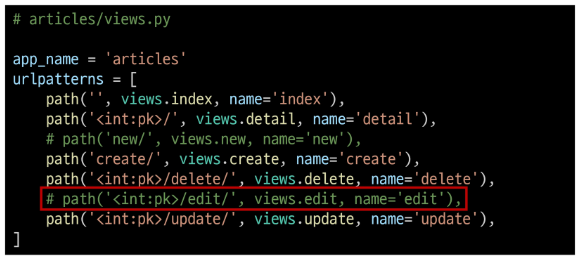 # articles/views.py
app_name = 'articles'
urlpatterns = [
path('', views.index, name='index'),
path('<int:pk>/', views.detail, name='detail'),
# path('new/', views.new, name='new'),
path('create/', views.create, name='create'),
path('<int:pk>/delete/', views.delete, name='delete'),
# path('<int:pk>/edit/', views.edit, name='edit'),
path('<int:pk>/update/', views.update, name='update'),
]